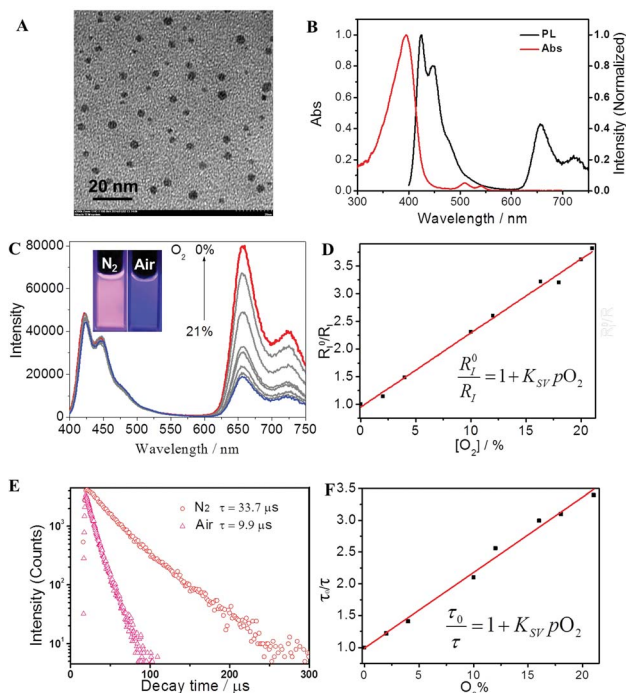 A
20 nm
B
PL
Abs
1.0
0.8
0.6
0.4
0.2
0.0
Abs
1.0
0.8
0.6
0.4
0.2
0.0
Intensity (Normalized)
300 400 500 600 700
Wavelength / nm
C
80000
60000
40000
20000
0
Intensity
N2 Air
O2 0%
21%
400 450 500 550 600 650 700 750
Wavelength / nm
D
3.5
3.0
2.5
2.0
1.5
1.0
R_I^0/R_I
R_I^0/R_I = 1 + K_SV pO2
0 5 10 15 20
[O2] / %
E
10^3
10^2
10^1
Intensity (Counts)
N2 τ = 33.7 μs
Air τ = 9.9 μs
0 50 100 150 200 250 300
Decay time / μs
F
3.5
3.0
2.5
2.0
1.5
1.0
τ0/τ
τ0/τ = 1 + K_SV pO2
0 5 10 15 20
O2%